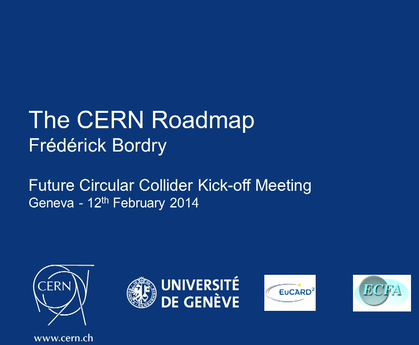 The CERN Roadmap
Frédérick Bordry
Future Circular Collider Kick-off Meeting
Geneva - 12th February 2014
CERN
UNIVERSITÉ
DE GENÈVE
EuCARD²
ECFA
www.cern.ch